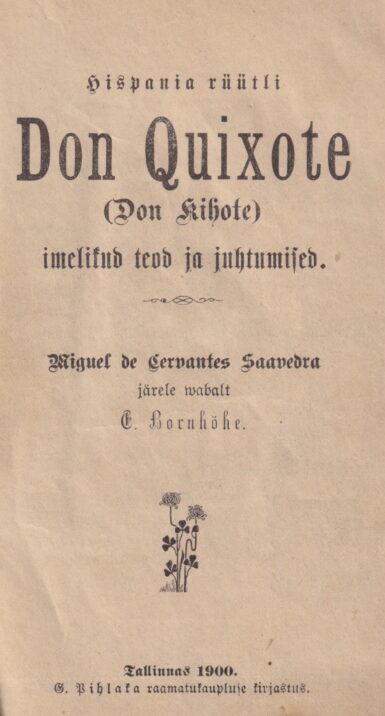 Hispania rüütli
Don Quixote
(Don Kihote)
imelikud teod ja juhtumised.
Miguel de Cervantes Saavedra
järele wabalt
E. Bornhöhe.
Tallinnas 1900.
G. Pihlaka raamatukaupluse kirjastus.